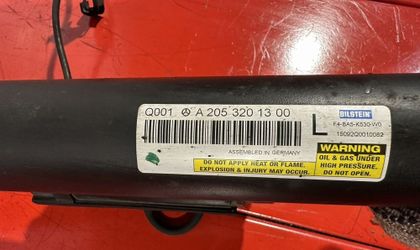 Q001 A 205 320 13 00
L
BILSTEIN
F4-BA5-K530-W0
15092Q0010082
ASSEMBLED IN GERMANY
DO NOT APPLY HEAT OR FLAME.
EXPLOSION & INJURY MAY OCCUR.
WARNING
OIL & GAS UNDER
HIGH PRESSURE.
DO NOT OPEN.